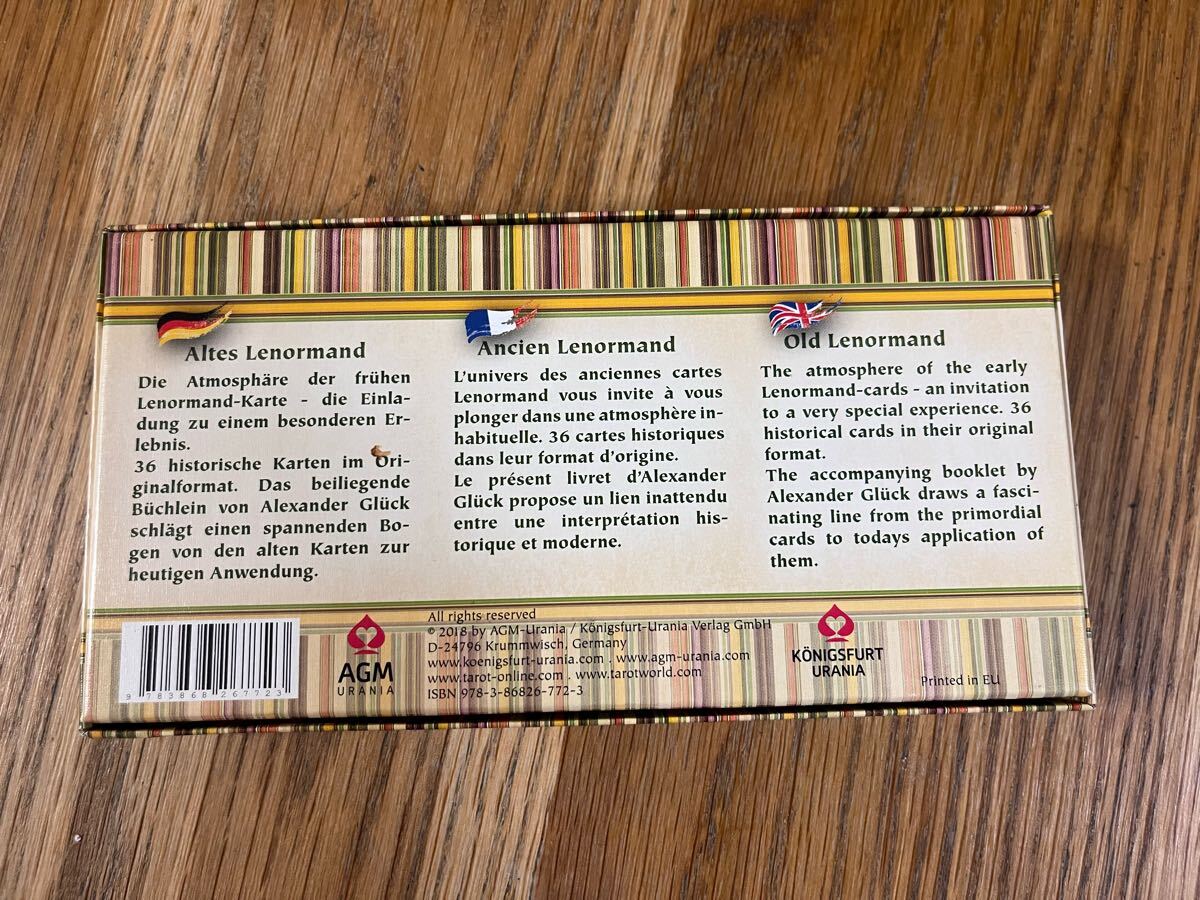 Altes Lenormand
Die Atmosphäre der frühen
Lenormand-Karte - die Einla-
dung zu einem besonderen Er-
lebnis.
36 historische Karten im Ori-
ginalformat. Das beiliegende
Büchlein von Alexander Glück
schlägt einen spannenden Bo-
gen von den alten Karten zur
heutigen Anwendung.
Ancien Lenormand
L'univers des anciennes cartes
Lenormand vous invite à vous
plonger dans une atmosphère in-
habituelle. 36 cartes historiques
dans leur format d'origine.
Le présent livret d'Alexander
Glück propose un lien inattendu
entre une interprétation his-
torique et moderne.
Old Lenormand
The atmosphere of the early
Lenormand-cards - an invitation
to a very special experience. 36
historical cards in their original
format.
The accompanying booklet by
Alexander Glück draws a fasci-
nating line from the primordial
cards to todays application of
them.
9 783868 267723
AGM
URANIA
All rights reserved
© 2018 by AGM-Urania / Königsfurt-Urania Verlag GmbH
D-24796 Krummwisch, Germany
www.koenigsfurt-urania.com . www.agm-urania.com
www.tarot-online.com . www.tarotworld.com
ISBN 978-3-86826-772-3
KÖNIGSFURT
URANIA
Printed in EU